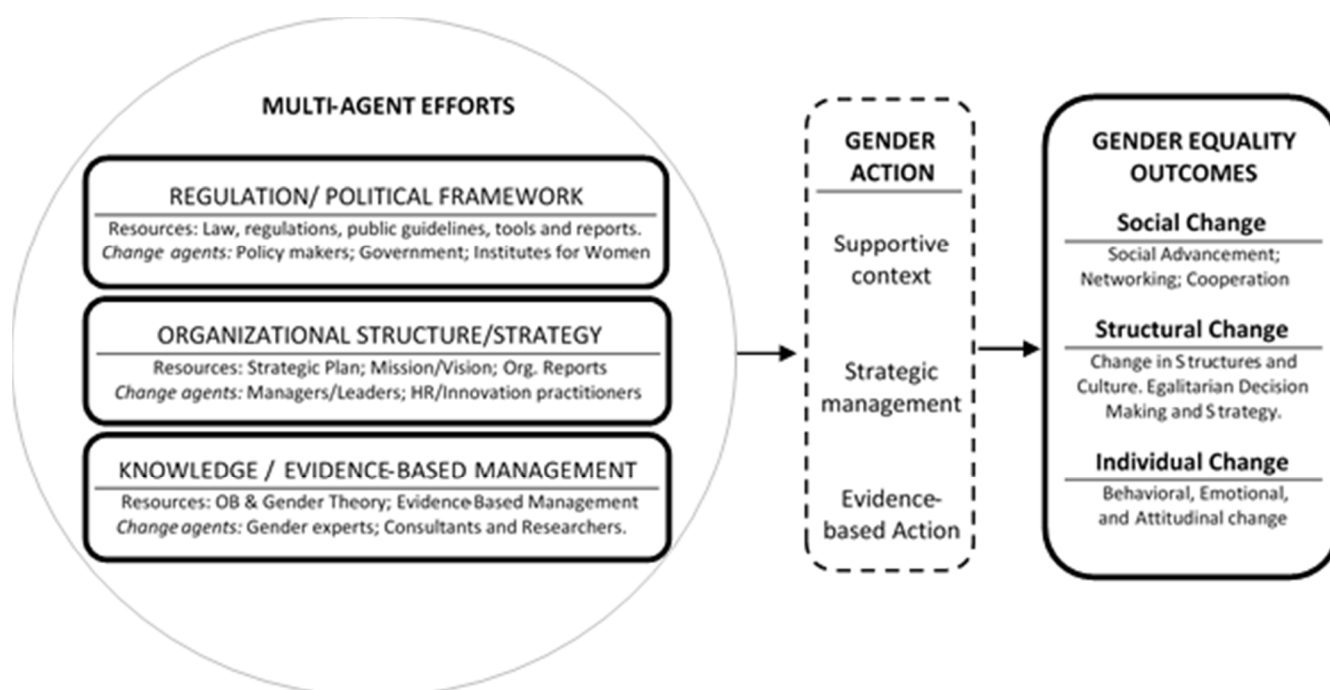 MULTI-AGENT EFFORTS
REGULATION/ POLITICAL FRAMEWORK
Resources: Law, regulations, public guidelines, tools and reports.
Change agents: Policy makers; Government; Institutes for Women
ORGANIZATIONAL STRUCTURE/STRATEGY
Resources: Strategic Plan; Mission/Vision; Org. Reports
Change agents: Managers/Leaders; HR/Innovation practitioners
KNOWLEDGE / EVIDENCE-BASED MANAGEMENT
Resources: OB & Gender Theory; Evidence-Based Management
Change agents: Gender experts; Consultants and Researchers.
GENDER
ACTION
Supportive
context
Strategic
management
Evidence-
based Action
GENDER EQUALITY
OUTCOMES
Social Change
Social Advancement;
Networking; Cooperation
Structural Change
Change in Structures and
Culture. Egalitarian Decision
Making and Strategy.
Individual Change
Behavioral, Emotional,
and Attitudinal change